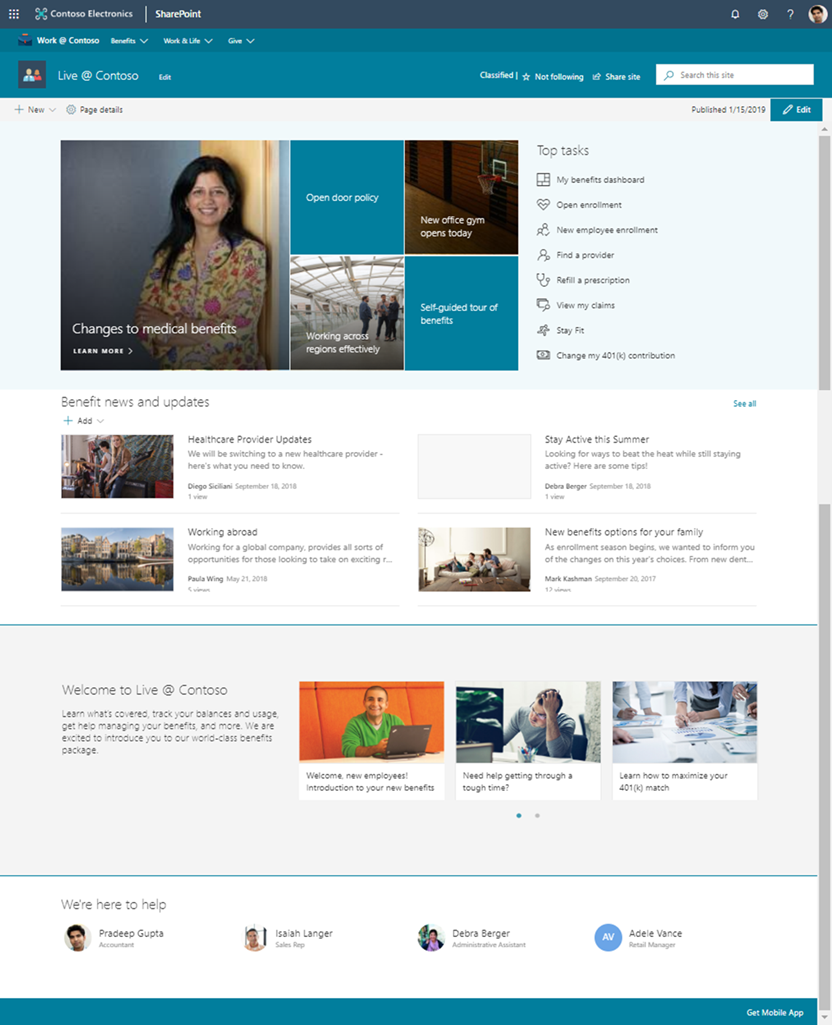 Contoso Electronics SharePoint ?
Work @ Contoso Benefits Work & Life Give
Live @ Contoso Edit
Classified | Not following Share site Search this site
New Page details
Published 1/15/2019 Edit
Changes to medical benefits
LEARN MORE
Open door policy
New office gym
opens today
Working across
regions effectively
Self-guided tour of
benefits
Top tasks
My benefits dashboard
Open enrollment
New employee enrollment
Find a provider
Refill a prescription
View my claims
Stay Fit
Change my 401(k) contribution
Benefit news and updates
See all
Add
Healthcare Provider Updates
We will be switching to a new healthcare provider -
here's what you need to know.
Diego Siciliani September 18, 2018
1 view
Stay Active this Summer
Looking for ways to beat the heat while still staying
active? Here are some tips!
Debra Berger September 18, 2018
1 view
Working abroad
Working for a global company, provides all sorts of
opportunities for those looking to take on exciting r...
Paula Wing May 21, 2018
5 views
New benefits options for your family
As enrollment season begins, we wanted to inform you
of the changes on this year's choices. From new dent...
Mark Kashman September 20, 2017
12 views
Welcome to Live @ Contoso
Learn what's covered, track your balances and usage,
get help managing your benefits, and more. We are
excited to introduce you to our world-class benefits
package.
Welcome, new employees!
Introduction to your new benefits
Need help getting through a
tough time?
Learn how to maximize your
401(k) match
We're here to help
Pradeep Gupta
Accountant
Isaiah Langer
Sales Rep
Debra Berger
Administrative Assistant
AV
Adele Vance
Retail Manager
Get Mobile App